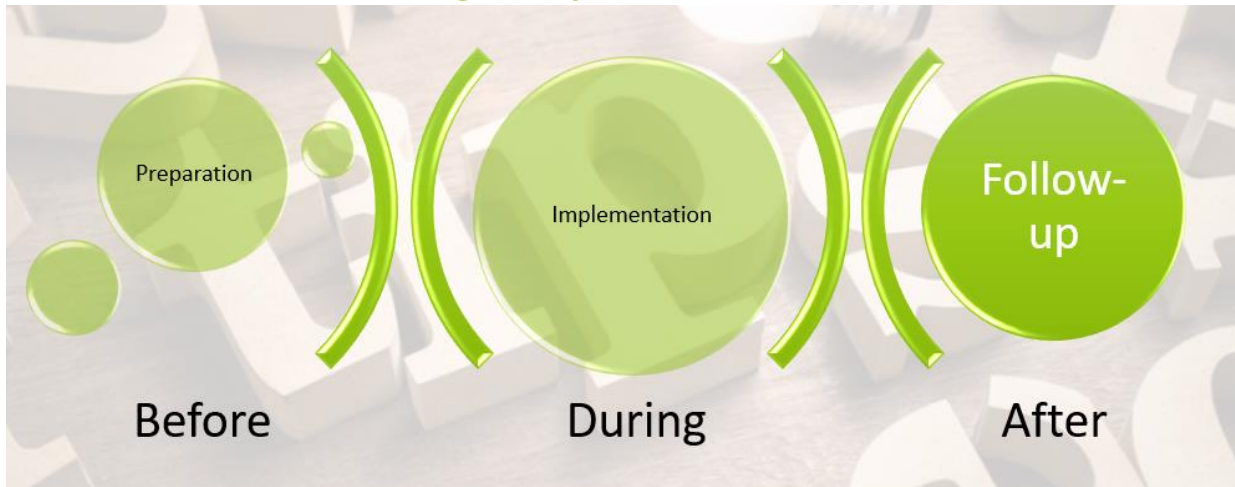 Preparation
Implementation
Follow-
up
Before
During
After